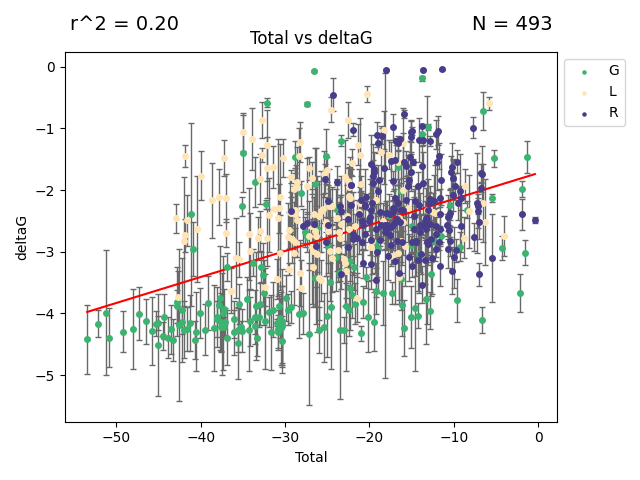 r^2 = 0.20
N = 493
Total vs deltaG
G
L
R
0
−1
−2
−3
−4
−5
deltaG
−50 −40 −30 −20 −10 0
Total